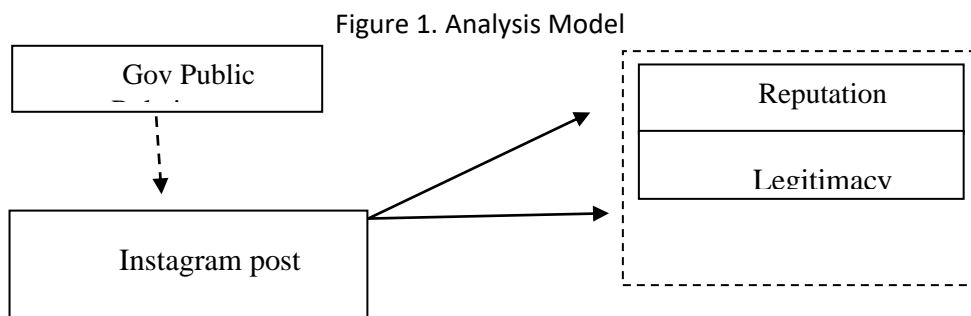 Figure 1. Analysis Model
Gov Public
Reputation
Legitimacy
Instagram post